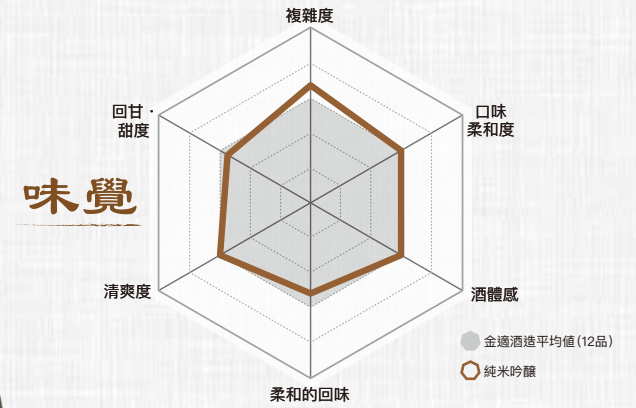 複雜度
回甘·
甜度
口味
柔和度
味覺
清爽度
酒體感
金適酒造平均値(12品)
純米吟釀
柔和的回味